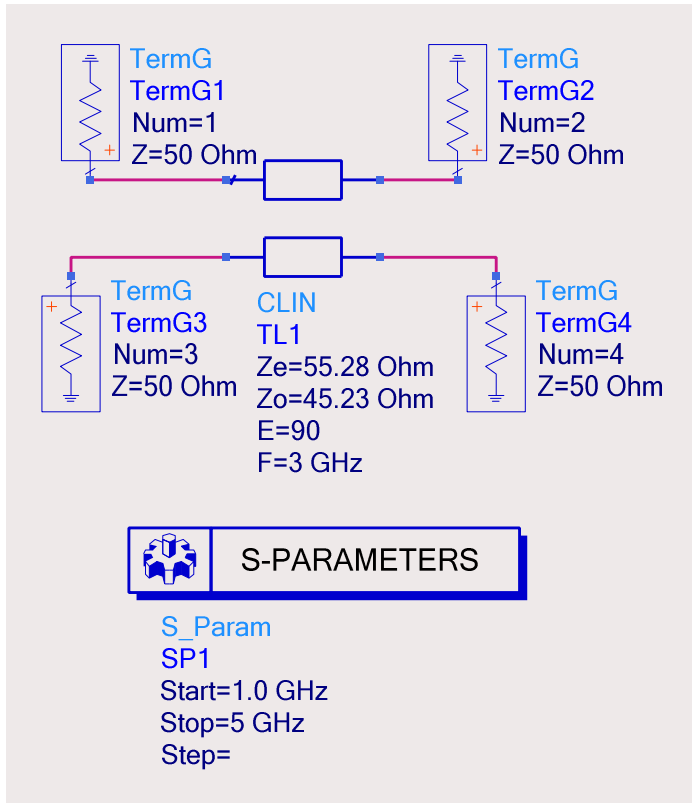 TermG
TermG1
Num=1
Z=50 Ohm
+
TermG
TermG2
Num=2
Z=50 Ohm
+
+
TermG
TermG3
Num=3
Z=50 Ohm
CLIN
TL1
Ze=55.28 Ohm
Zo=45.23 Ohm
E=90
F=3 GHz
+
TermG
TermG4
Num=4
Z=50 Ohm
S-PARAMETERS
S_Param
SP1
Start=1.0 GHz
Stop=5 GHz
Step=